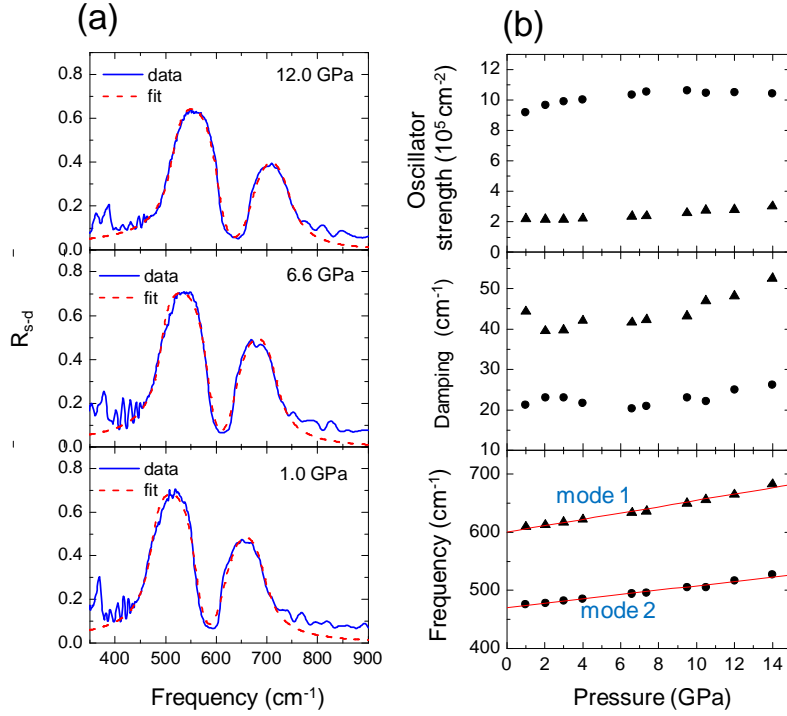 (a)
data
fit
12.0 GPa
0.8
0.6
0.4
0.2
0.0
data
fit
6.6 GPa
0.8
0.6
0.4
0.2
0.0
data
fit
1.0 GPa
0.8
0.6
0.4
0.2
0.0
R_{s-d}
400 500 600 700 800 900
Frequency (cm⁻¹)
(b)
12
10
8
6
4
2
0
Oscillator
strength (10⁵ cm⁻²)
50
40
30
20
10
Damping (cm⁻¹)
700
600
500
400
Frequency (cm⁻¹)
mode 1
mode 2
0 2 4 6 8 10 12 14
Pressure (GPa)